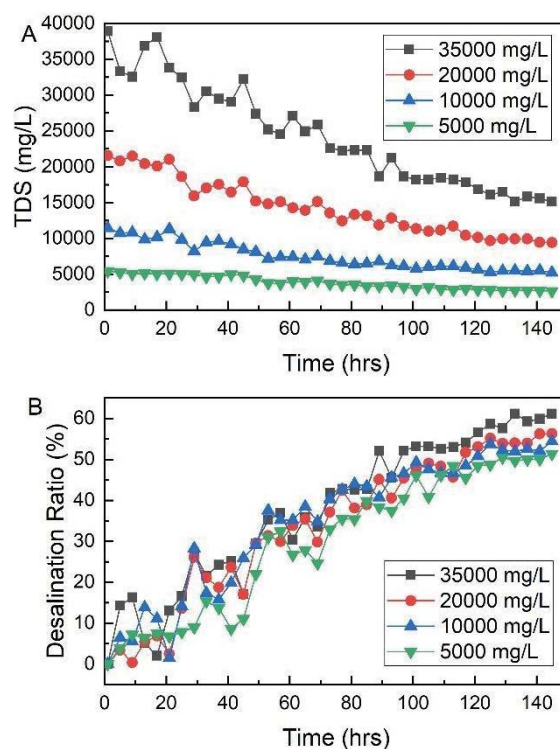 A
TDS (mg/L)
40000
35000
30000
25000
20000
15000
10000
5000
0
35000 mg/L
20000 mg/L
10000 mg/L
5000 mg/L
0 20 40 60 80 100 120 140
Time (hrs)
B
Desalination Ratio (%)
60
50
40
30
20
10
0
35000 mg/L
20000 mg/L
10000 mg/L
5000 mg/L
0 20 40 60 80 100 120 140
Time (hrs)